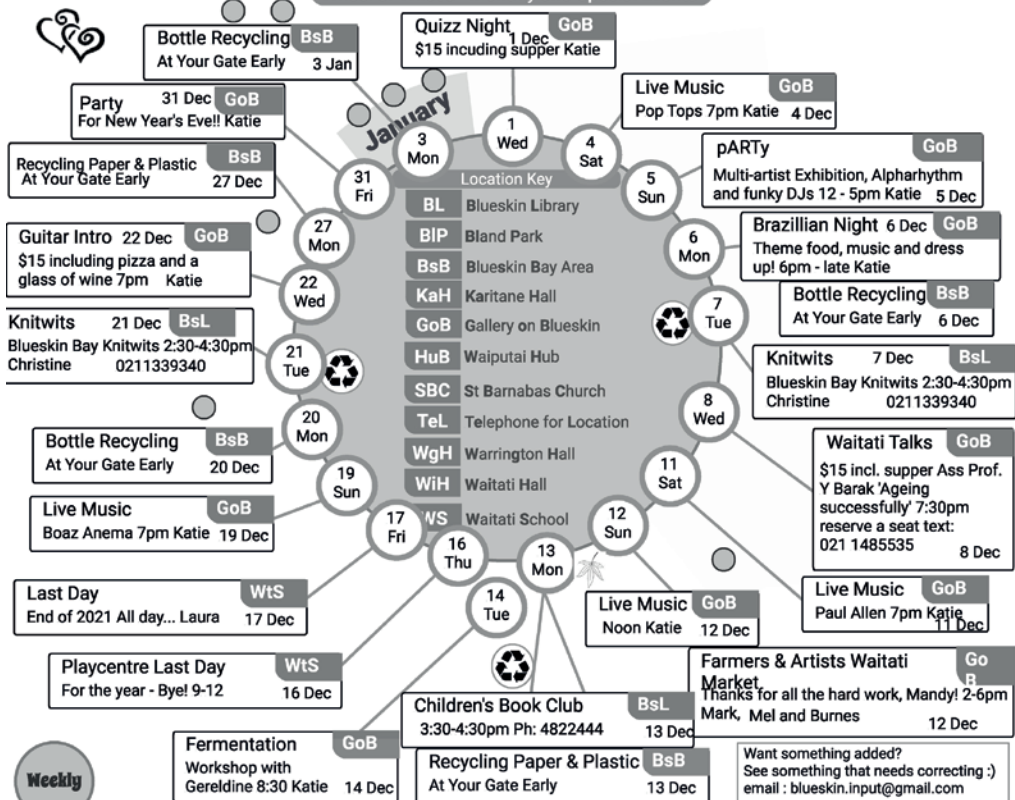 Bottle Recycling BsB
At Your Gate Early 3 Jan
Quizz Night 1 Dec GoB
$15 incuding supper Katie
Party 31 Dec GoB
For New Year's Eve!! Katie
Live Music GoB
Pop Tops 7pm Katie 4 Dec
Recycling Paper & Plastic BsB
At Your Gate Early 27 Dec
pARTy GoB
Multi-artist Exhibition, Alpharhythm
and funky DJs 12 - 5pm Katie 5 Dec
Guitar Intro 22 Dec GoB
$15 including pizza and a
glass of wine 7pm Katie
Brazillian Night 6 Dec GoB
Theme food, music and dress
up! 6pm - late Katie
Bottle Recycling BsB
At Your Gate Early 6 Dec
Knitwits 21 Dec BsL
Blueskin Bay Knitwits 2:30-4:30pm
Christine 0211339340
Knitwits 7 Dec BsL
Blueskin Bay Knitwits 2:30-4:30pm
Christine 0211339340
Bottle Recycling BsB
At Your Gate Early
20 Dec
Waitati Talks GoB
$15 incl. supper Ass Prof.
Y Barak 'Ageing
successfully' 7:30pm
reserve a seat text:
021 1485535
8 Dec
Live Music GoB
Boaz Anema 7pm Katie 19 Dec
Last Day WtS
End of 2021 All day... Laura 17 Dec
Live Music GoB
Noon Katie 12 Dec
Live Music GoB
Paul Allen 7pm Katie
11 Dec
Playcentre Last Day WtS
For the year - Bye! 9-12 16 Dec
Farmers & Artists Waitati GoB
Market
Thanks for all the hard work, Mandy! 2-6pm
Mark, Mel and Burnes
12 Dec
Children's Book Club BsL
3:30-4:30pm Ph: 4822444 13 Dec
Fermentation GoB
Workshop with
Gereldine 8:30 Katie 14 Dec
Recycling Paper & Plastic BsB
At Your Gate Early 13 Dec
Want something added?
See something that needs correcting :)
email : blueskin.input@gmail.com
Weekly
January
1
Wed
4
Sat
5
Sun
6
Mon
7
Tue
8
Wed
11
Sat
12
Sun
13
Mon
14
Tue
16
Thu
17
Fri
19
Sun
20
Mon
21
Tue
22
Wed
27
Mon
31
Fri
3
Mon
Location Key
BL Blueskin Library
BlP Bland Park
BsB Blueskin Bay Area
KaH Karitane Hall
GoB Gallery on Blueskin
HuB Waiputai Hub
SBC St Barnabas Church
TeL Telephone for Location
WgH Warrington Hall
WiH Waitati Hall
WS Waitati School